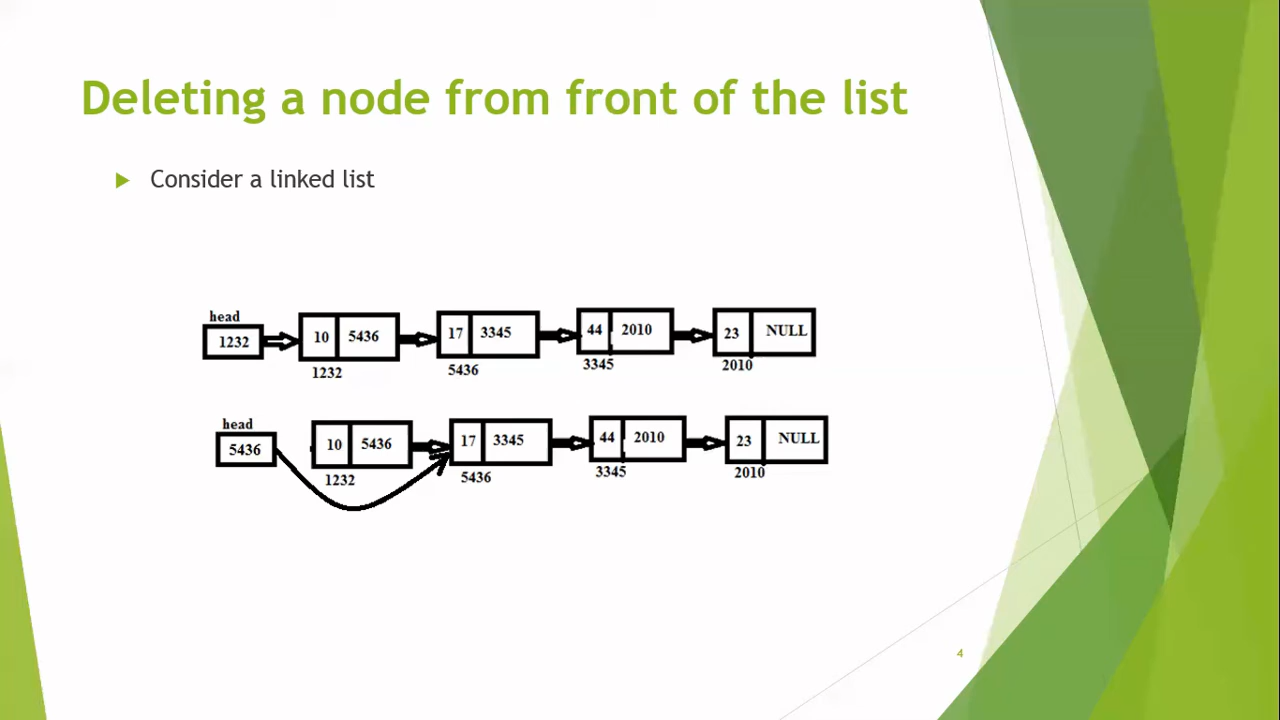 Deleting a node from front of the list
Consider a linked list
head
1232 10 5436 17 3345 44 2010 23 NULL
1232 5436 3345 2010
head
5436 10 5436 17 3345 44 2010 23 NULL
1232 5436 3345 2010
4